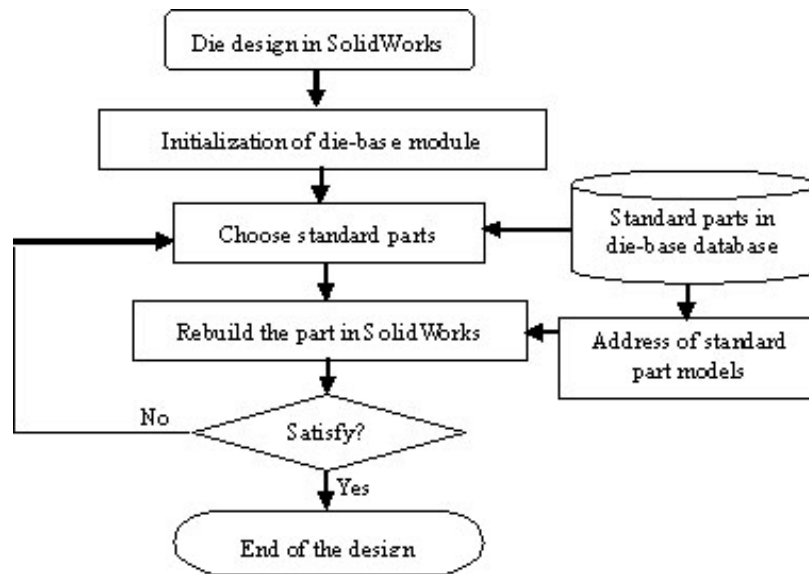 Die design in SolidWorks
Initialization of die-base module
Choose standard parts
Standard parts in
die-base database
Rebuild the part in SolidWorks
Address of standard
part models
No
Satisfy?
Yes
End of the design